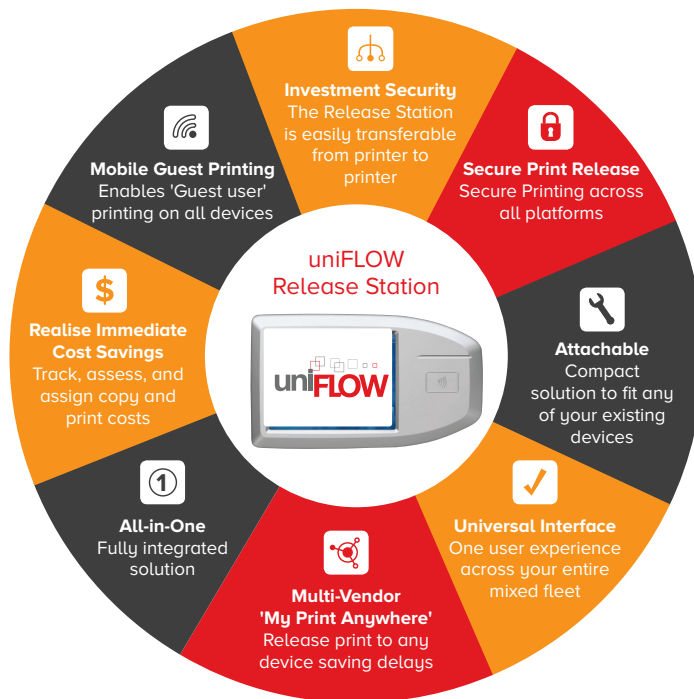 Investment Security
The Release Station
is easily transferable
from printer to
printer
Secure Print Release
Secure Printing across
all platforms
Attachable
Compact
solution to fit any
of your existing
devices
Universal Interface
One user experience
across your entire
mixed fleet
Multi-Vendor
'My Print Anywhere'
Release print to any
device saving delays
1
All-in-One
Fully integrated
solution
$
Realise Immediate
Cost Savings
Track, assess, and
assign copy and
print costs
Mobile Guest Printing
Enables 'Guest user'
printing on all devices
uniFLOW
Release Station
uniFLOW